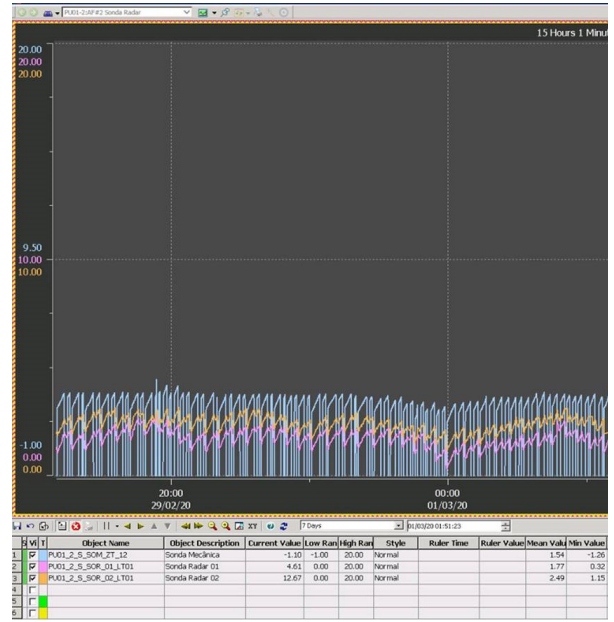 PU01-2:AF#2 Sonda Radar
15 Hours 1 Minut
20.00
20.00
20.00
9.50
10.00
10.00
-1.00
0.00
0.00
20:00
29/02/20
00:00
01/03/20
XY 7 Days 01/03/20 01:51:23
S Vi T Object Name Object Description Current Value Low Ran High Ran Style Ruler Time Ruler Value Mean Valu Min Value
1 PU01_2_S_SOM_ZT_12 Sonda Mecânica -1.10 -1.00 20.00 Normal 1.54 -1.26
2 PU01_2_S_SOR_01_LT01 Sonda Radar 01 4.61 0.00 20.00 Normal 1.77 0.32
3 PU01_2_S_SOR_02_LT01 Sonda Radar 02 12.67 0.00 20.00 Normal 2.49 1.15
4
5
6